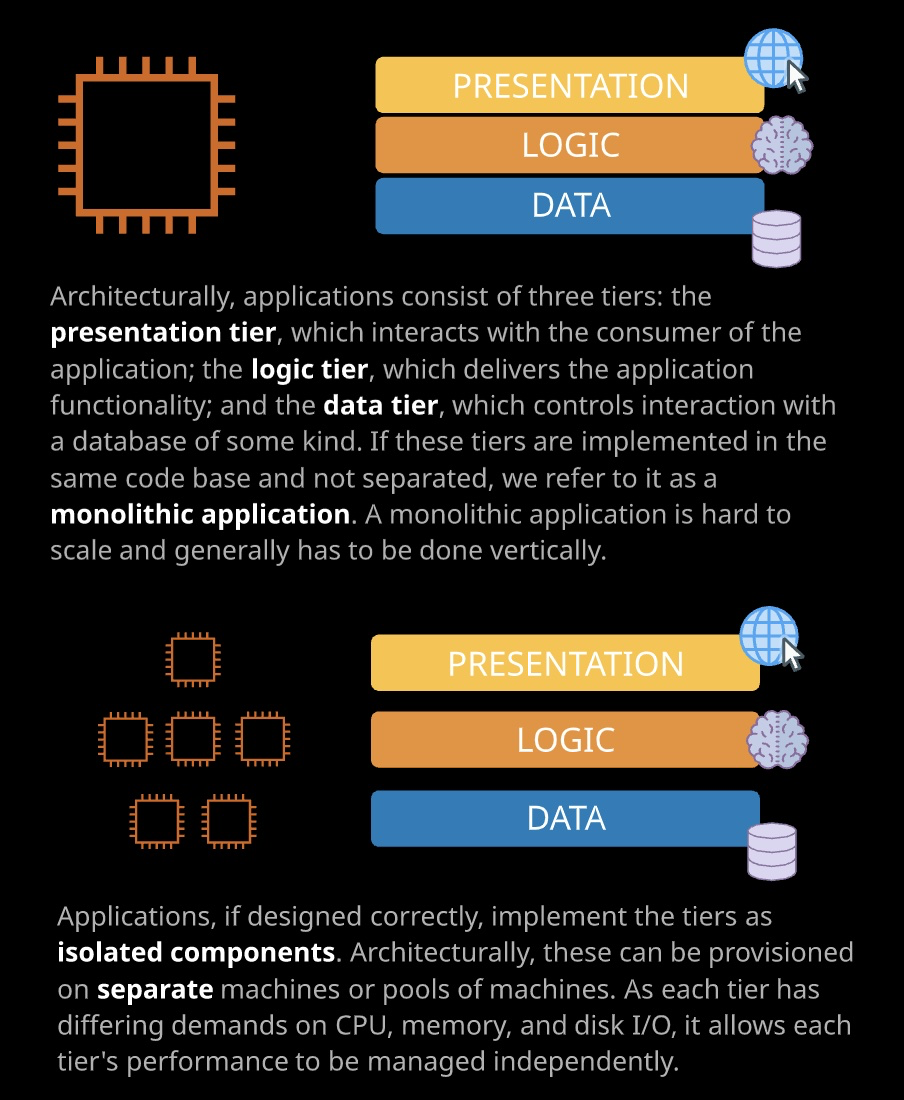 PRESENTATION
LOGIC
DATA
Architecturally, applications consist of three tiers: the
presentation tier, which interacts with the consumer of the
application; the logic tier, which delivers the application
functionality; and the data tier, which controls interaction with
a database of some kind. If these tiers are implemented in the
same code base and not separated, we refer to it as a
monolithic application. A monolithic application is hard to
scale and generally has to be done vertically.
PRESENTATION
LOGIC
DATA
Applications, if designed correctly, implement the tiers as
isolated components. Architecturally, these can be provisioned
on separate machines or pools of machines. As each tier has
differing demands on CPU, memory, and disk I/O, it allows each
tier's performance to be managed independently.